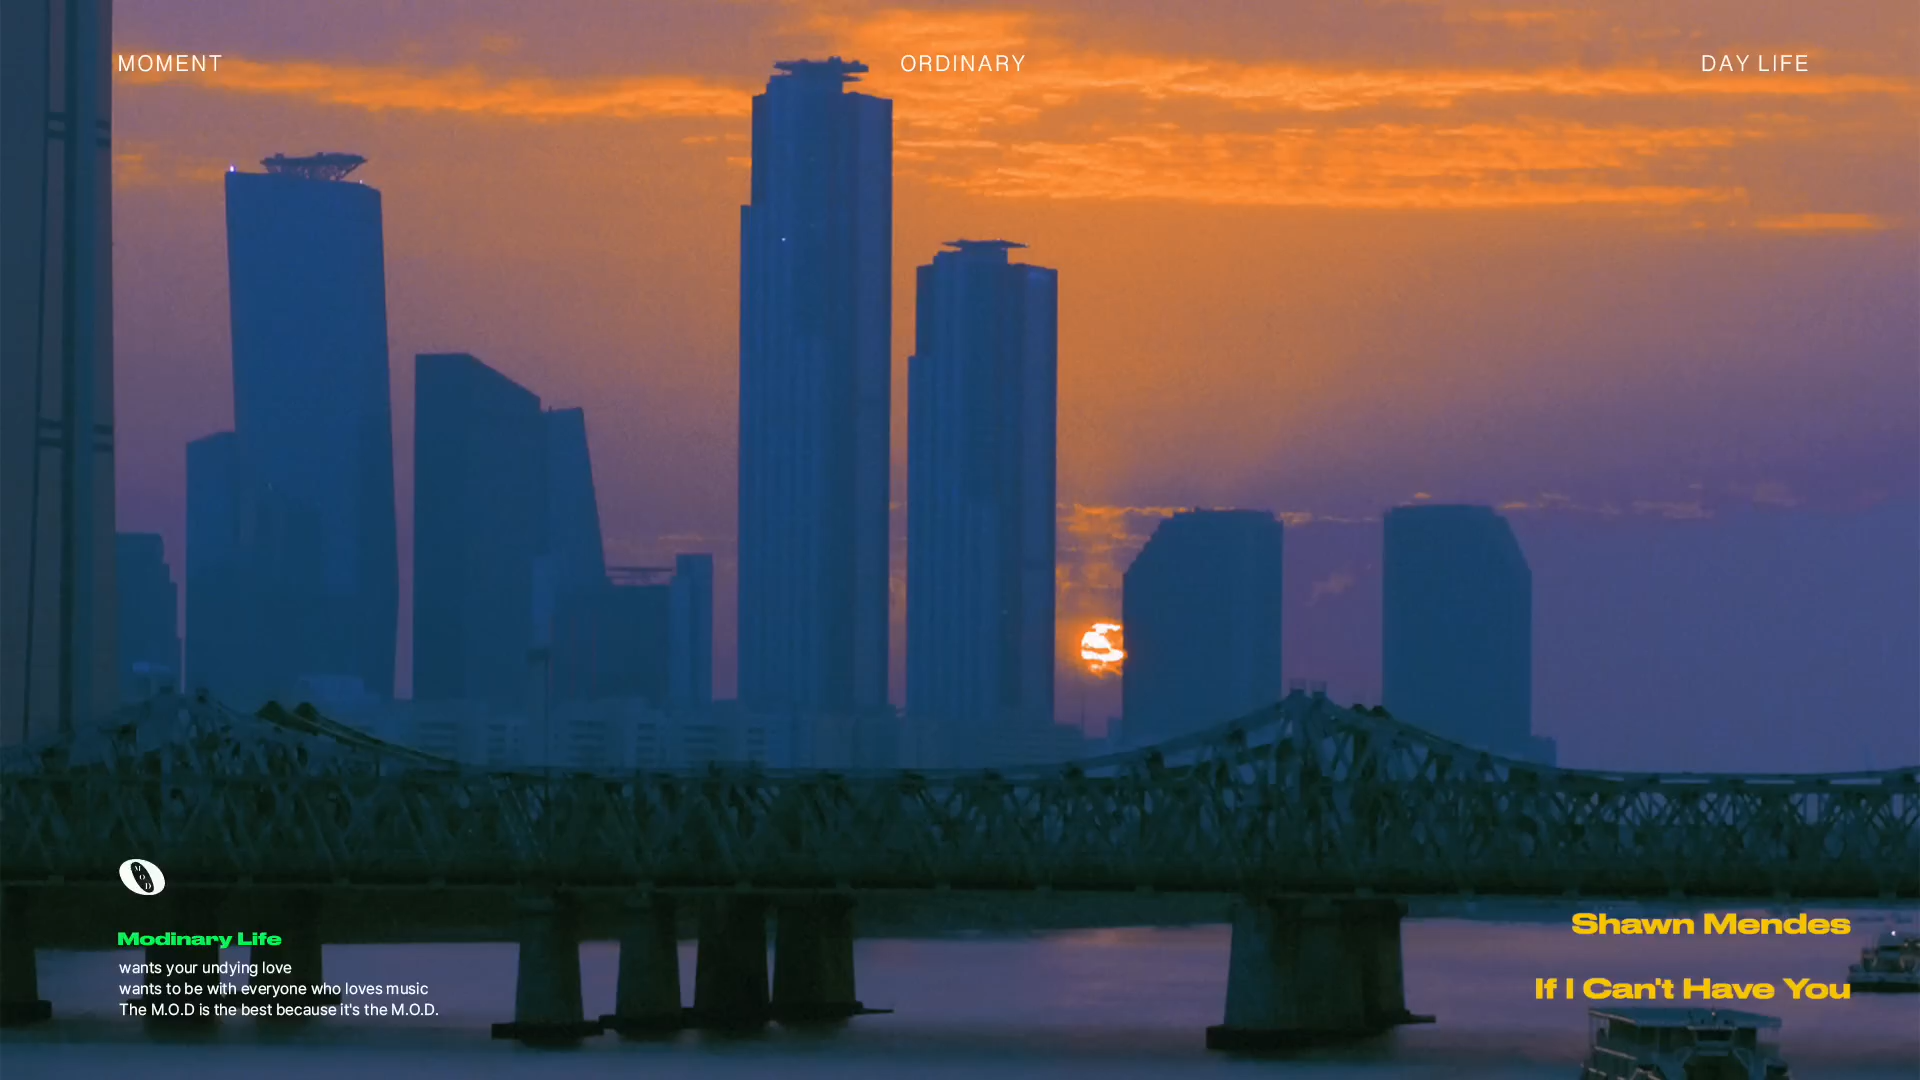 MOMENT
ORDINARY
DAY LIFE
M
O
D
Modinary Life
wants your undying love
wants to be with everyone who loves music
The M.O.D is the best because it's the M.O.D.
Shawn Mendes
If I Can't Have You